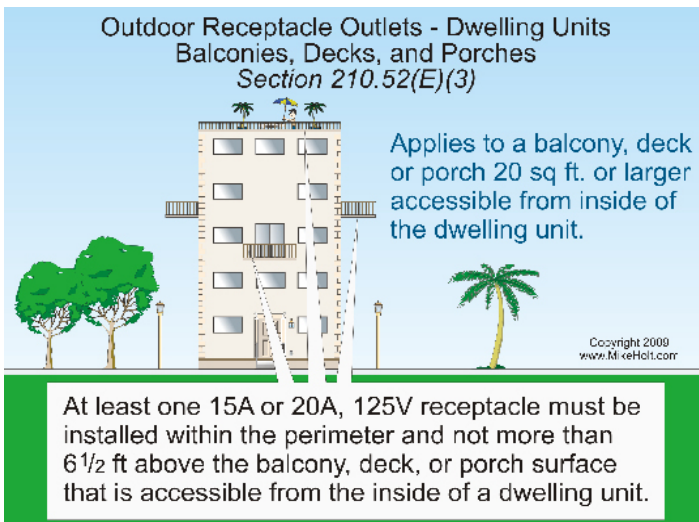 Outdoor Receptacle Outlets - Dwelling Units
Balconies, Decks, and Porches
Section 210.52(E)(3)
Applies to a balcony, deck
or porch 20 sq ft. or larger
accessible from inside of
the dwelling unit.
Copyright 2009
www.MikeHolt.com
At least one 15A or 20A, 125V receptacle must be
installed within the perimeter and not more than
6 1/2 ft above the balcony, deck, or porch surface
that is accessible from the inside of a dwelling unit.